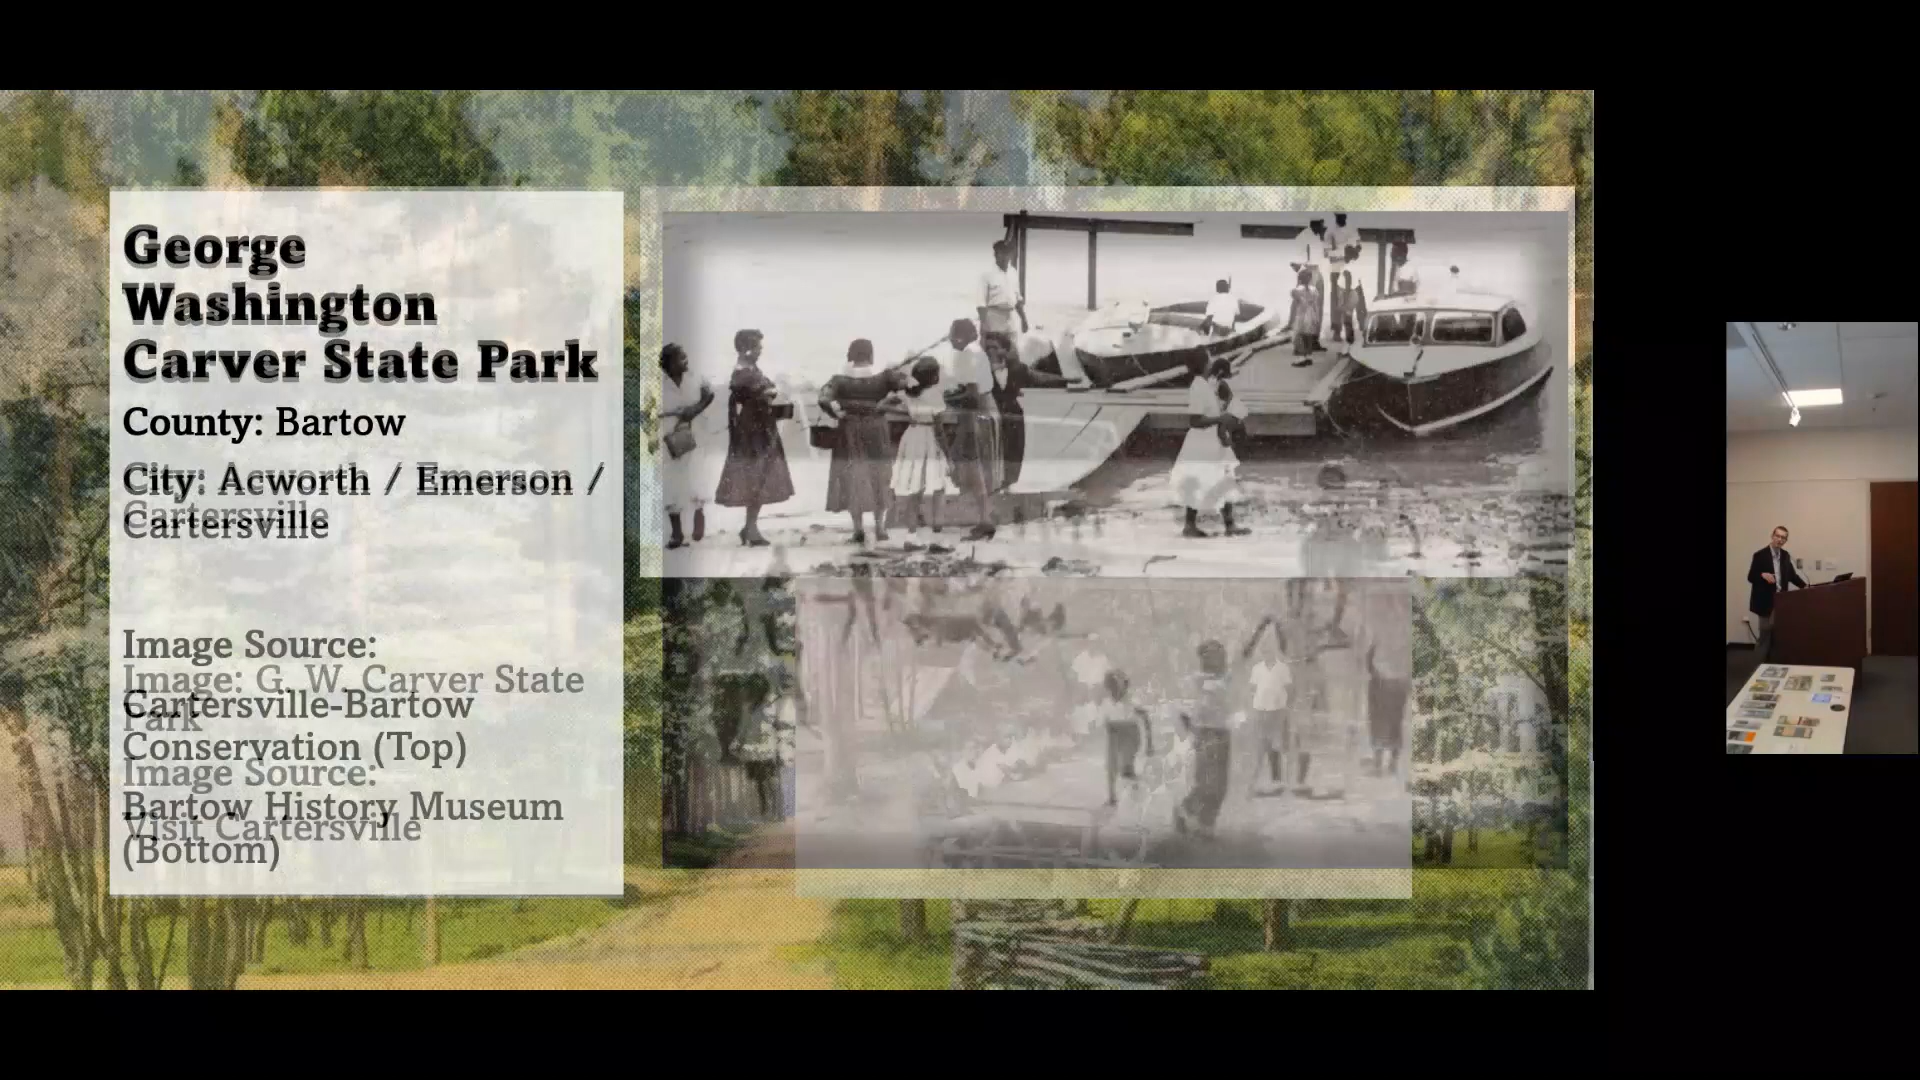 George
Washington
Carver State Park
County: Bartow
City: Acworth / Emerson /
Cartersville
Image Source:
Image: G. W. Carver State
Park
Cartersville-Bartow
Conservation (Top)
Image Source:
Bartow History Museum
Visit Cartersville
(Bottom)